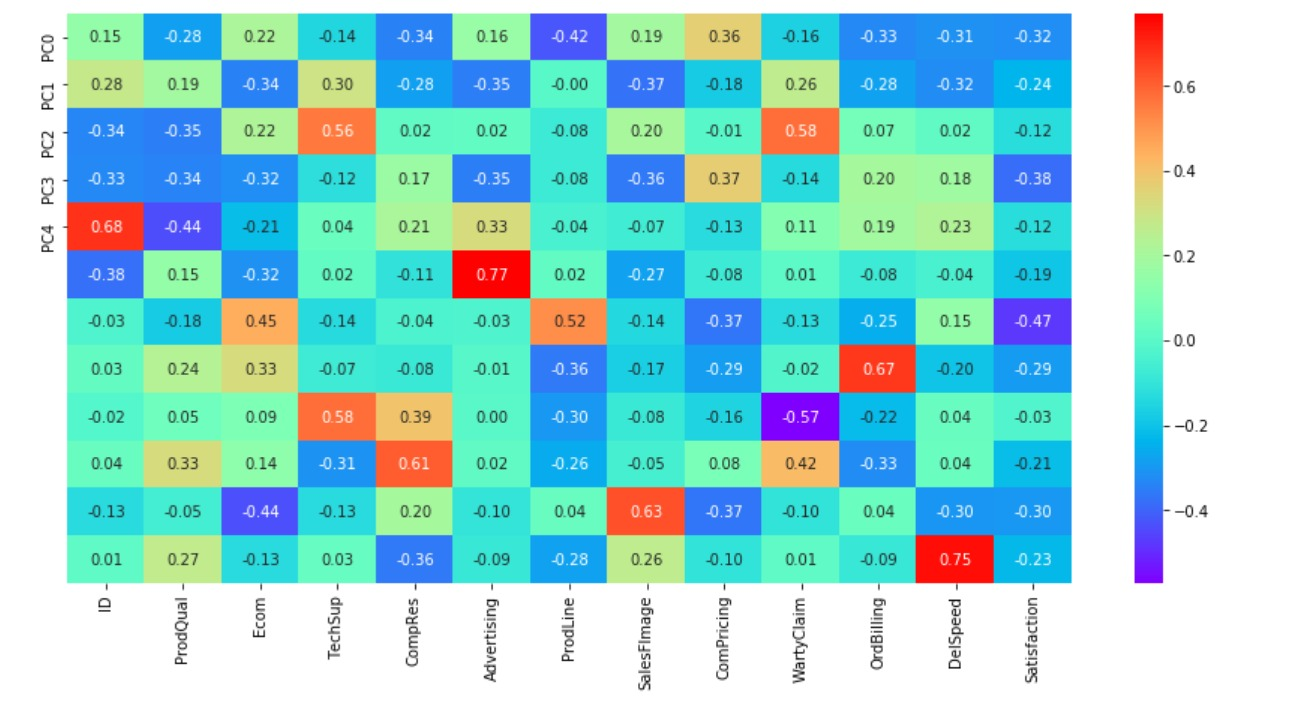 PC0 0.15 -0.28 0.22 -0.14 -0.34 0.16 -0.42 0.19 0.36 -0.16 -0.33 -0.31 -0.32
PC1 0.28 0.19 -0.34 0.30 -0.28 -0.35 -0.00 -0.37 -0.18 0.26 -0.28 -0.32 -0.24 0.6
PC2 -0.34 -0.35 0.22 0.56 0.02 0.02 -0.08 0.20 -0.01 0.58 0.07 0.02 -0.12
PC3 -0.33 -0.34 -0.32 -0.12 0.17 -0.35 -0.08 -0.36 0.37 -0.14 0.20 0.18 -0.38 0.4
PC4 0.68 -0.44 -0.21 0.04 0.21 0.33 -0.04 -0.07 -0.13 0.11 0.19 0.23 -0.12
-0.38 0.15 -0.32 0.02 -0.11 0.77 0.02 -0.27 -0.08 0.01 -0.08 -0.04 -0.19 0.2
-0.03 -0.18 0.45 -0.14 -0.04 -0.03 0.52 -0.14 -0.37 -0.13 -0.25 0.15 -0.47 0.0
0.03 0.24 0.33 -0.07 -0.08 -0.01 -0.36 -0.17 -0.29 -0.02 0.67 -0.20 -0.29
-0.02 0.05 0.09 0.58 0.39 0.00 -0.30 -0.08 -0.16 -0.57 -0.22 0.04 -0.03 −0.2
0.04 0.33 0.14 -0.31 0.61 0.02 -0.26 -0.05 0.08 0.42 -0.33 0.04 -0.21
-0.13 -0.05 -0.44 -0.13 0.20 -0.10 0.04 0.63 -0.37 -0.10 0.04 -0.30 -0.30 −0.4
0.01 0.27 -0.13 0.03 -0.36 -0.09 -0.28 0.26 -0.10 0.01 -0.09 0.75 -0.23
ID ProdQual Ecom TechSup CompRes Advertising ProdLine SalesFImage ComPricing WartyClaim OrdBilling DelSpeed Satisfaction